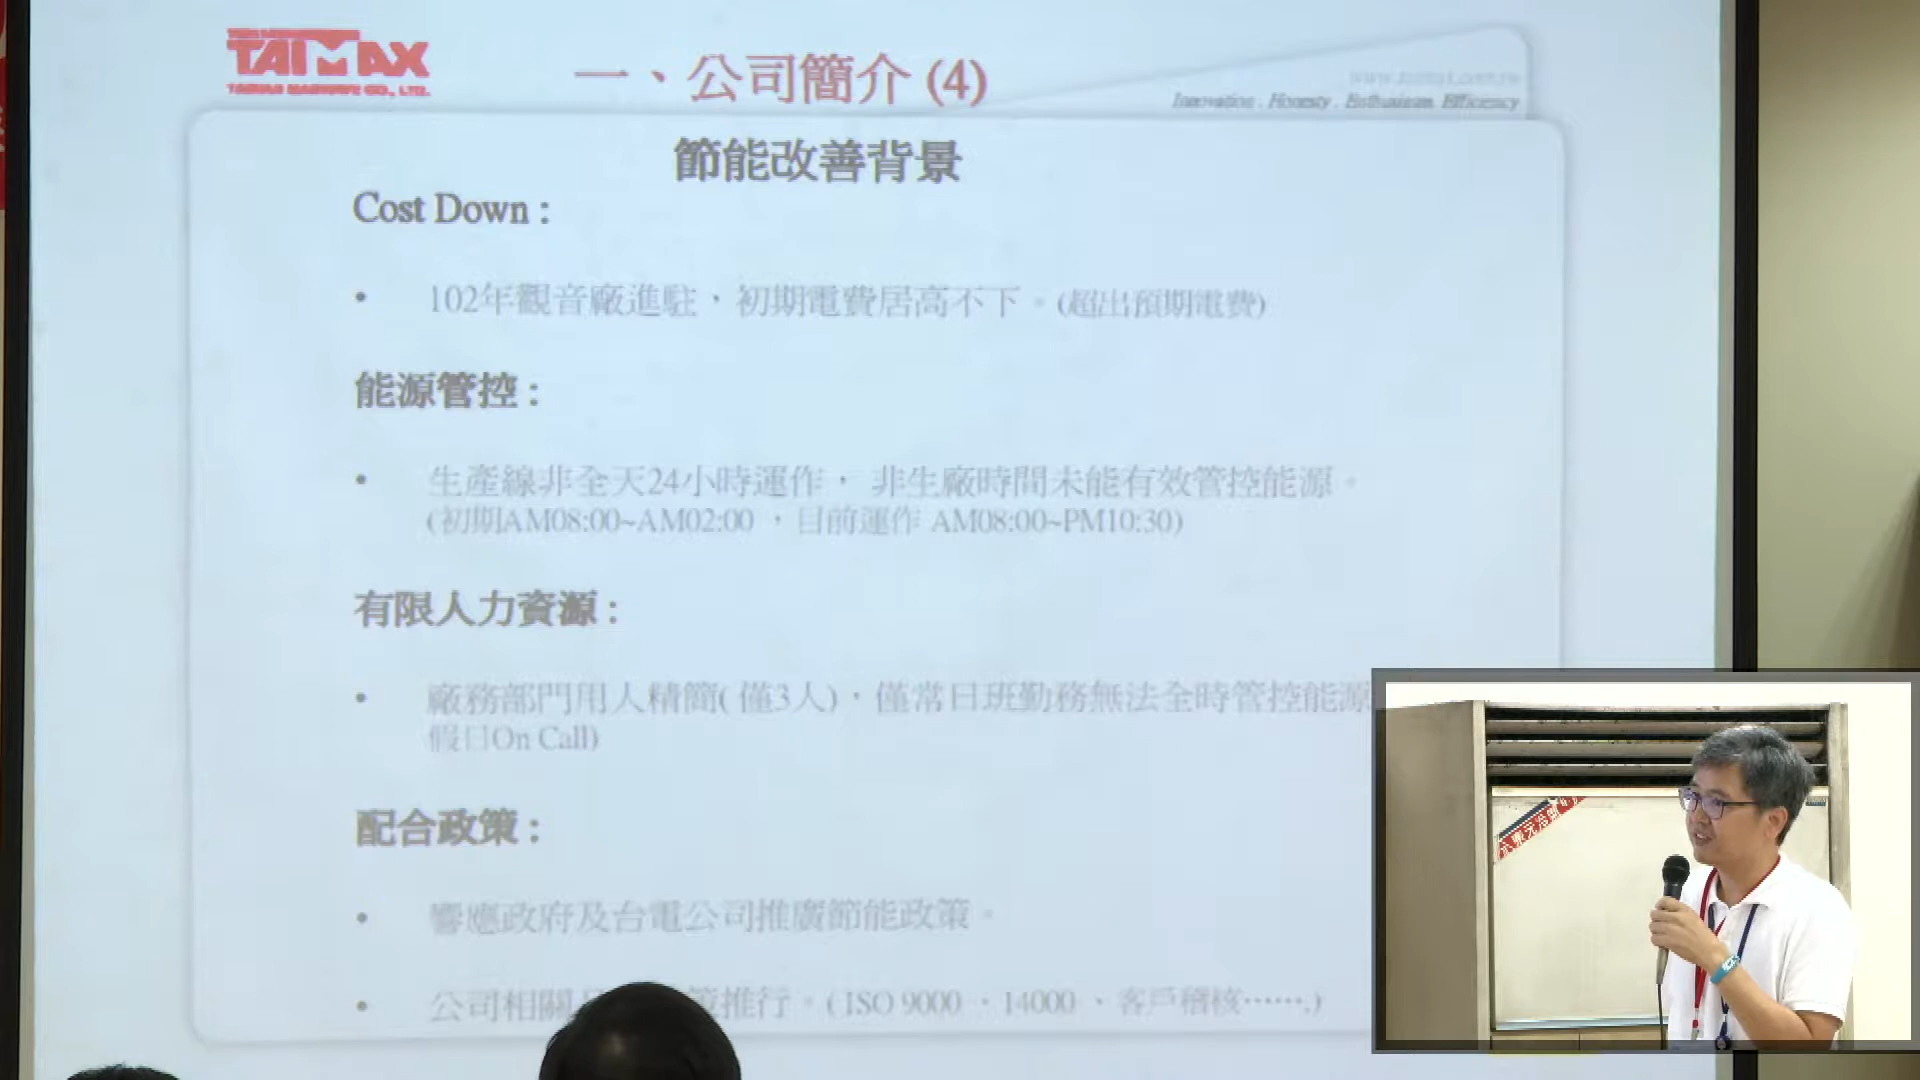 TAIMAX
TAIWAN MAXWAVE CO., LTD.
一、公司簡介 (4)
Innovation . Honesty . Enthusiasm. Efficiency
節能改善背景
Cost Down :
• 102年觀音廠進駐，初期電費居高不下。(超出預期電費)
能源管控 :
• 生產線非全天24小時運作， 非生廠時間未能有效管控能源。
(初期AM08:00~AM02:00 ，目前運作 AM08:00~PM10:30)
有限人力資源 :
• 廠務部門用人精簡( 僅3人)，僅常日班勤務無法全時管控能源
假日On Call)
配合政策 :
• 響應政府及台電公司推廣節能政策。
• 公司相關 推行。( ISO 9000 、14000 、客戶稽核⋯⋯.)